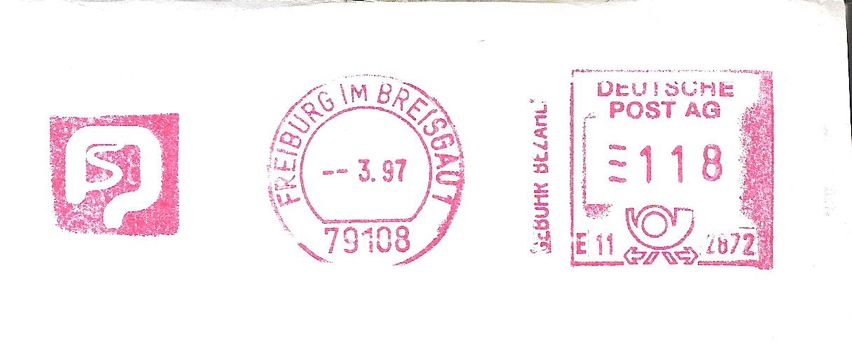 S
FREIBURG IM BREISGAU 1
-- 3.97
79108
GEBÜHR BEZAHLT
DEUTSCHE
POST AG
118
E 11 2872